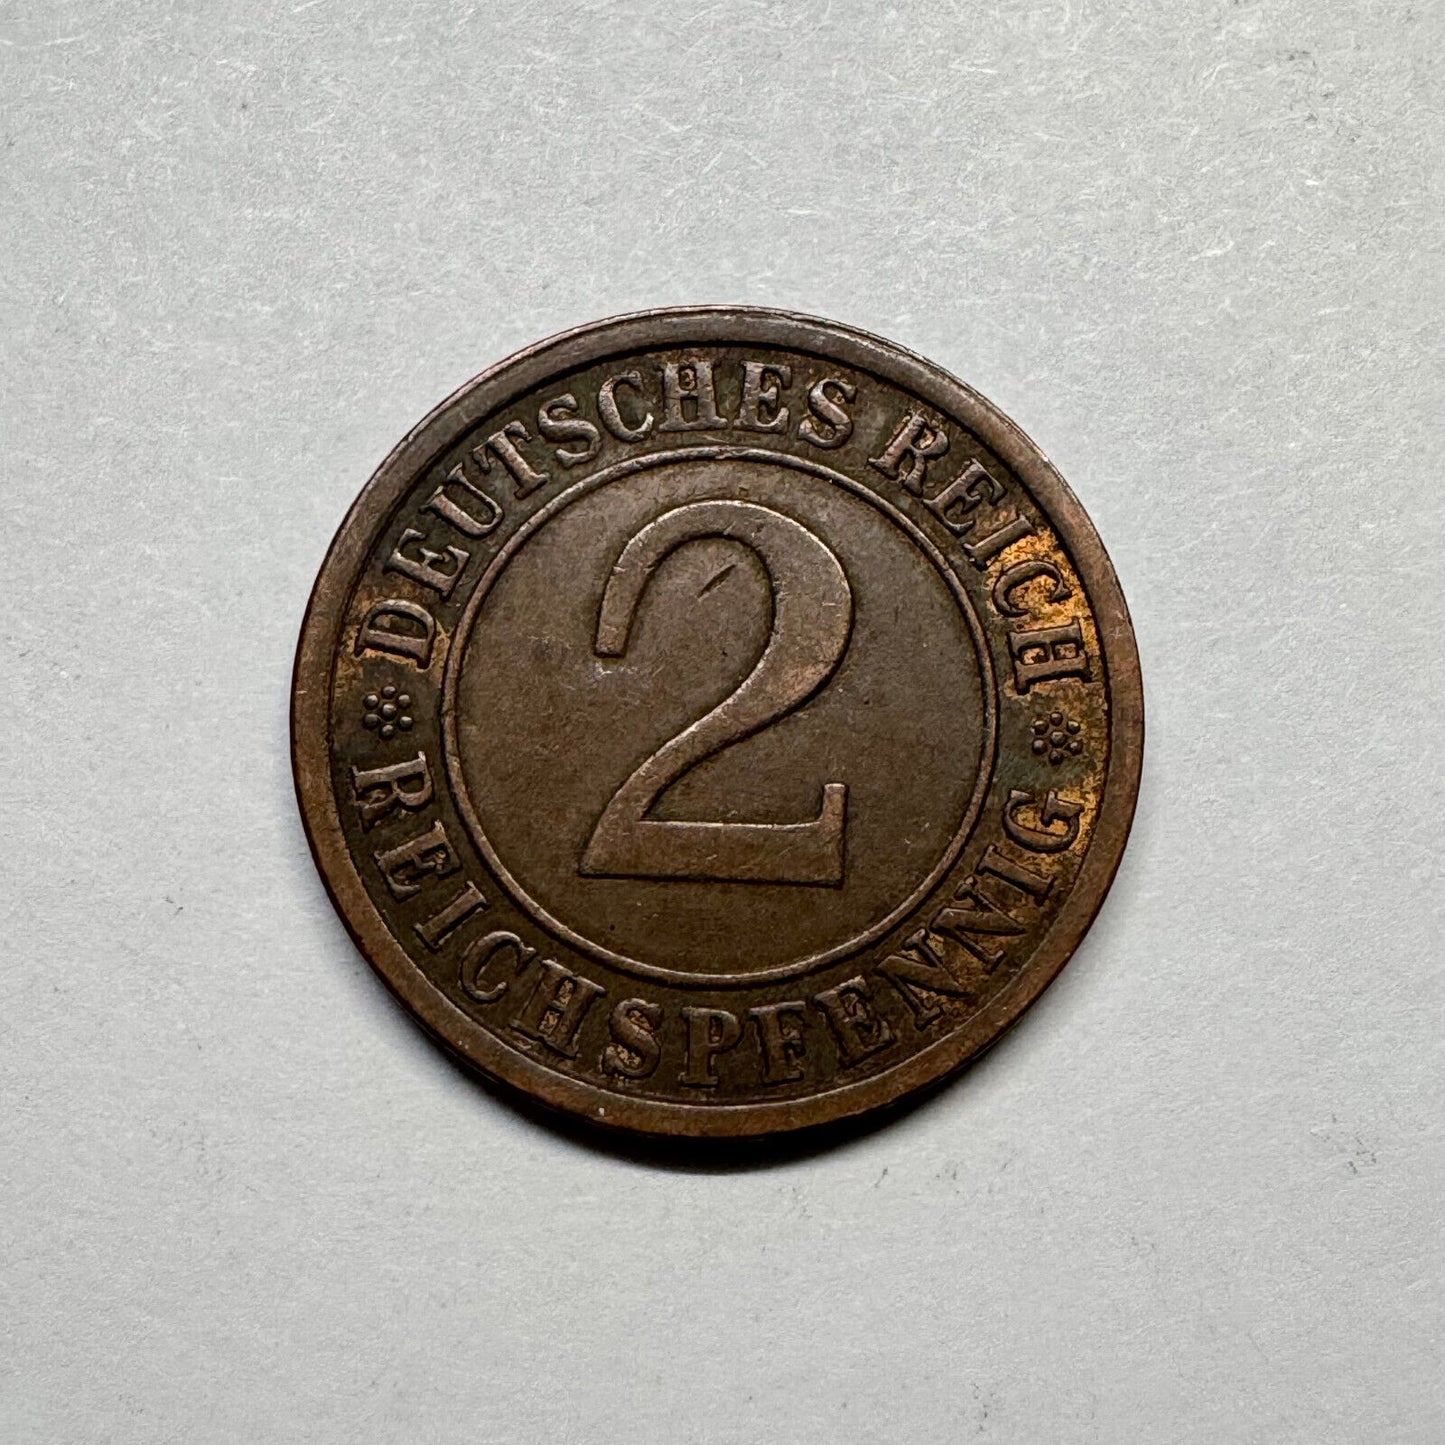 DEUTSCHES REICH
2
REICHSPFENNIG